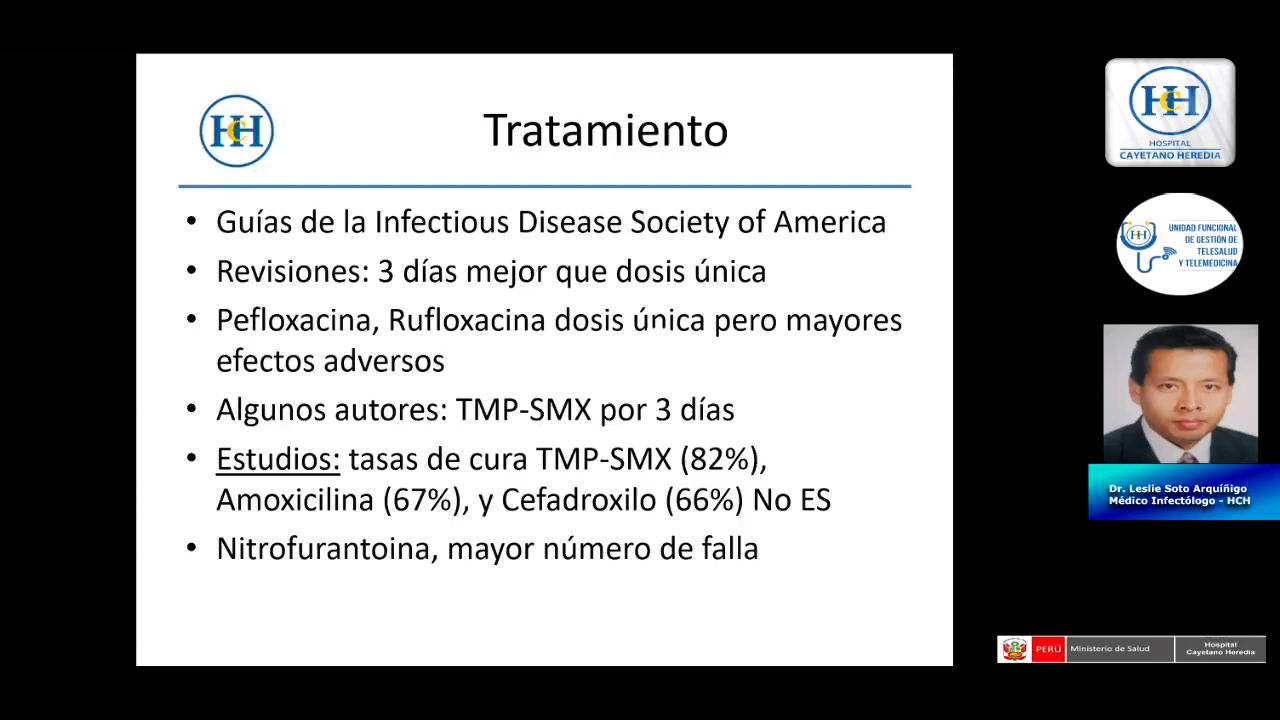 HCH
Tratamiento
• Guías de la Infectious Disease Society of America
• Revisiones: 3 días mejor que dosis única
• Pefloxacina, Rufloxacina dosis única pero mayores
efectos adversos
• Algunos autores: TMP-SMX por 3 días
• Estudios: tasas de cura TMP-SMX (82%),
Amoxicilina (67%), y Cefadroxilo (66%) No ES
• Nitrofurantoina, mayor número de falla
HCH
HOSPITAL
CAYETANO HEREDIA
HCH
UNIDAD FUNCIONAL
DE GESTIÓN DE
TELESALUD
Y TELEMEDICINA
Dr. Leslie Soto Arquíñigo
Médico Infectólogo - HCH
PERÚ
Ministerio de Salud
Hospital
Cayetano Heredia